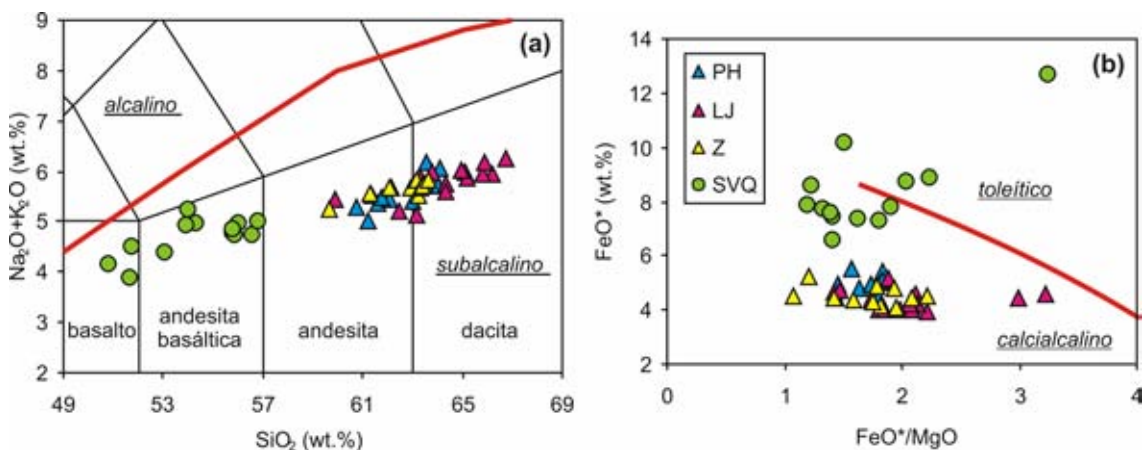 (a)
9
8
7
6
5
4
3
2
Na₂O+K₂O (wt.%)
alcalino
subalcalino
basalto
andesita
basáltica
andesita
dacita
49 53 57 61 65 69
SiO₂ (wt.%)
(b)
14
12
10
8
6
4
2
FeO* (wt.%)
PH
LJ
Z
SVQ
toleítico
calcialcalino
0 1 2 3 4
FeO*/MgO